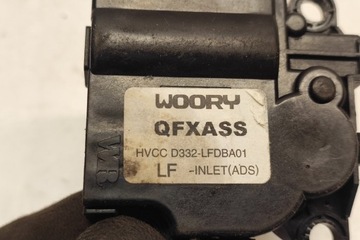 WOORY
QFXASS
HVCC D332-LFDBA01
LF -INLET(ADS)